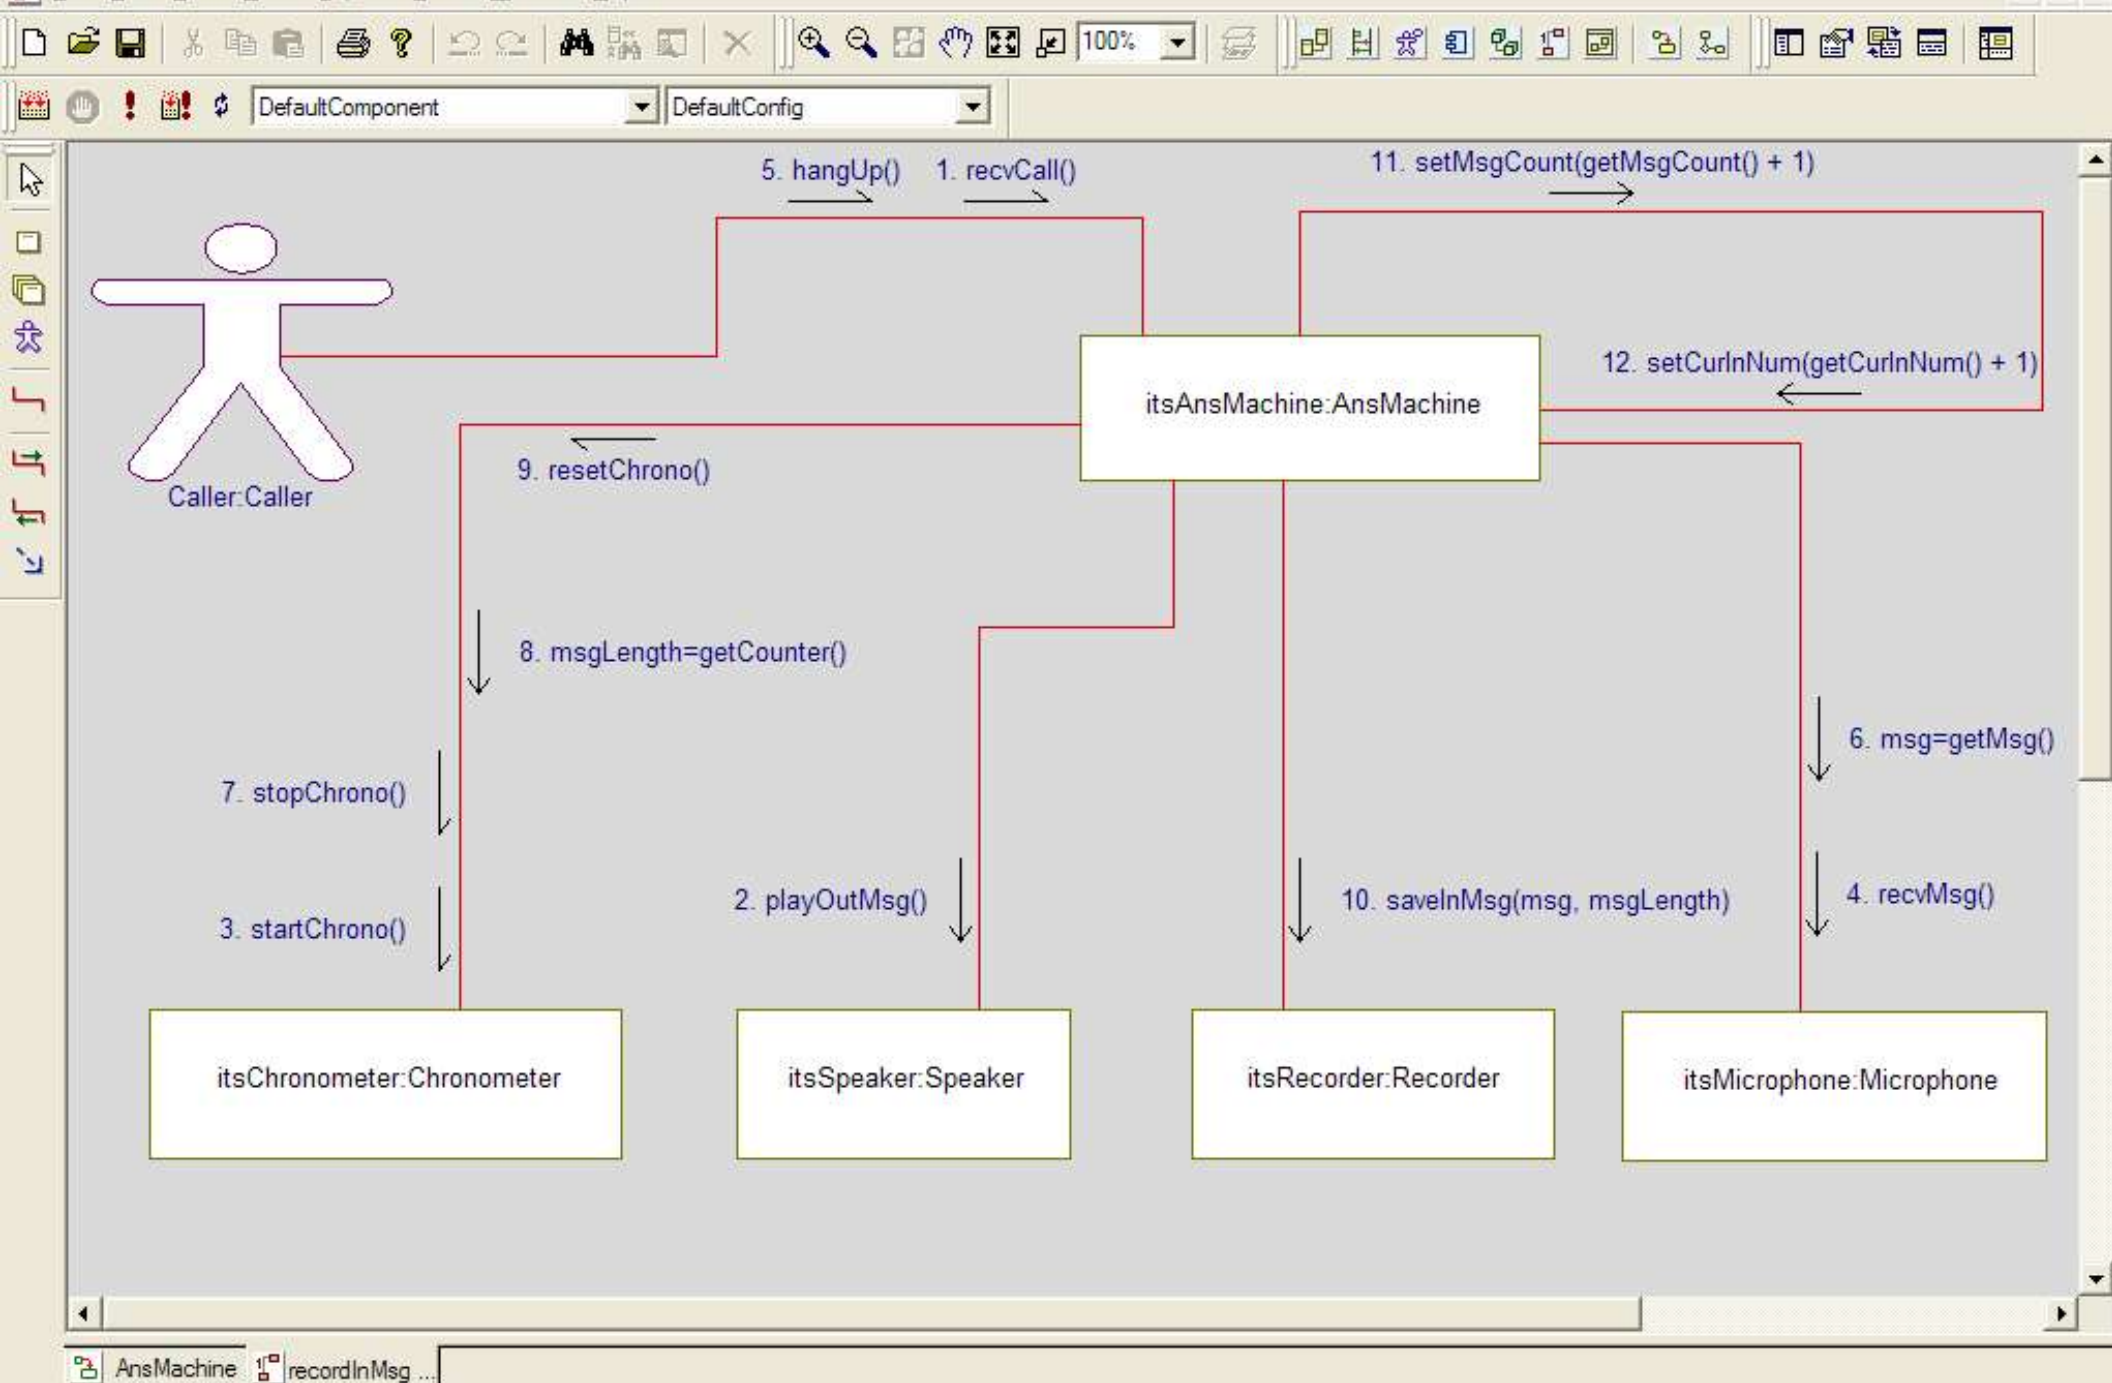 100%
DefaultComponent DefaultConfig
5. hangUp() 1. recvCall()
11. setMsgCount(getMsgCount() + 1)
12. setCurInNum(getCurInNum() + 1)
itsAnsMachine:AnsMachine
9. resetChrono()
Caller:Caller
8. msgLength=getCounter()
6. msg=getMsg()
7. stopChrono()
2. playOutMsg()
10. saveInMsg(msg, msgLength)
4. recvMsg()
3. startChrono()
itsChronometer:Chronometer
itsSpeaker:Speaker
itsRecorder:Recorder
itsMicrophone:Microphone
AnsMachine recordInMsg ...